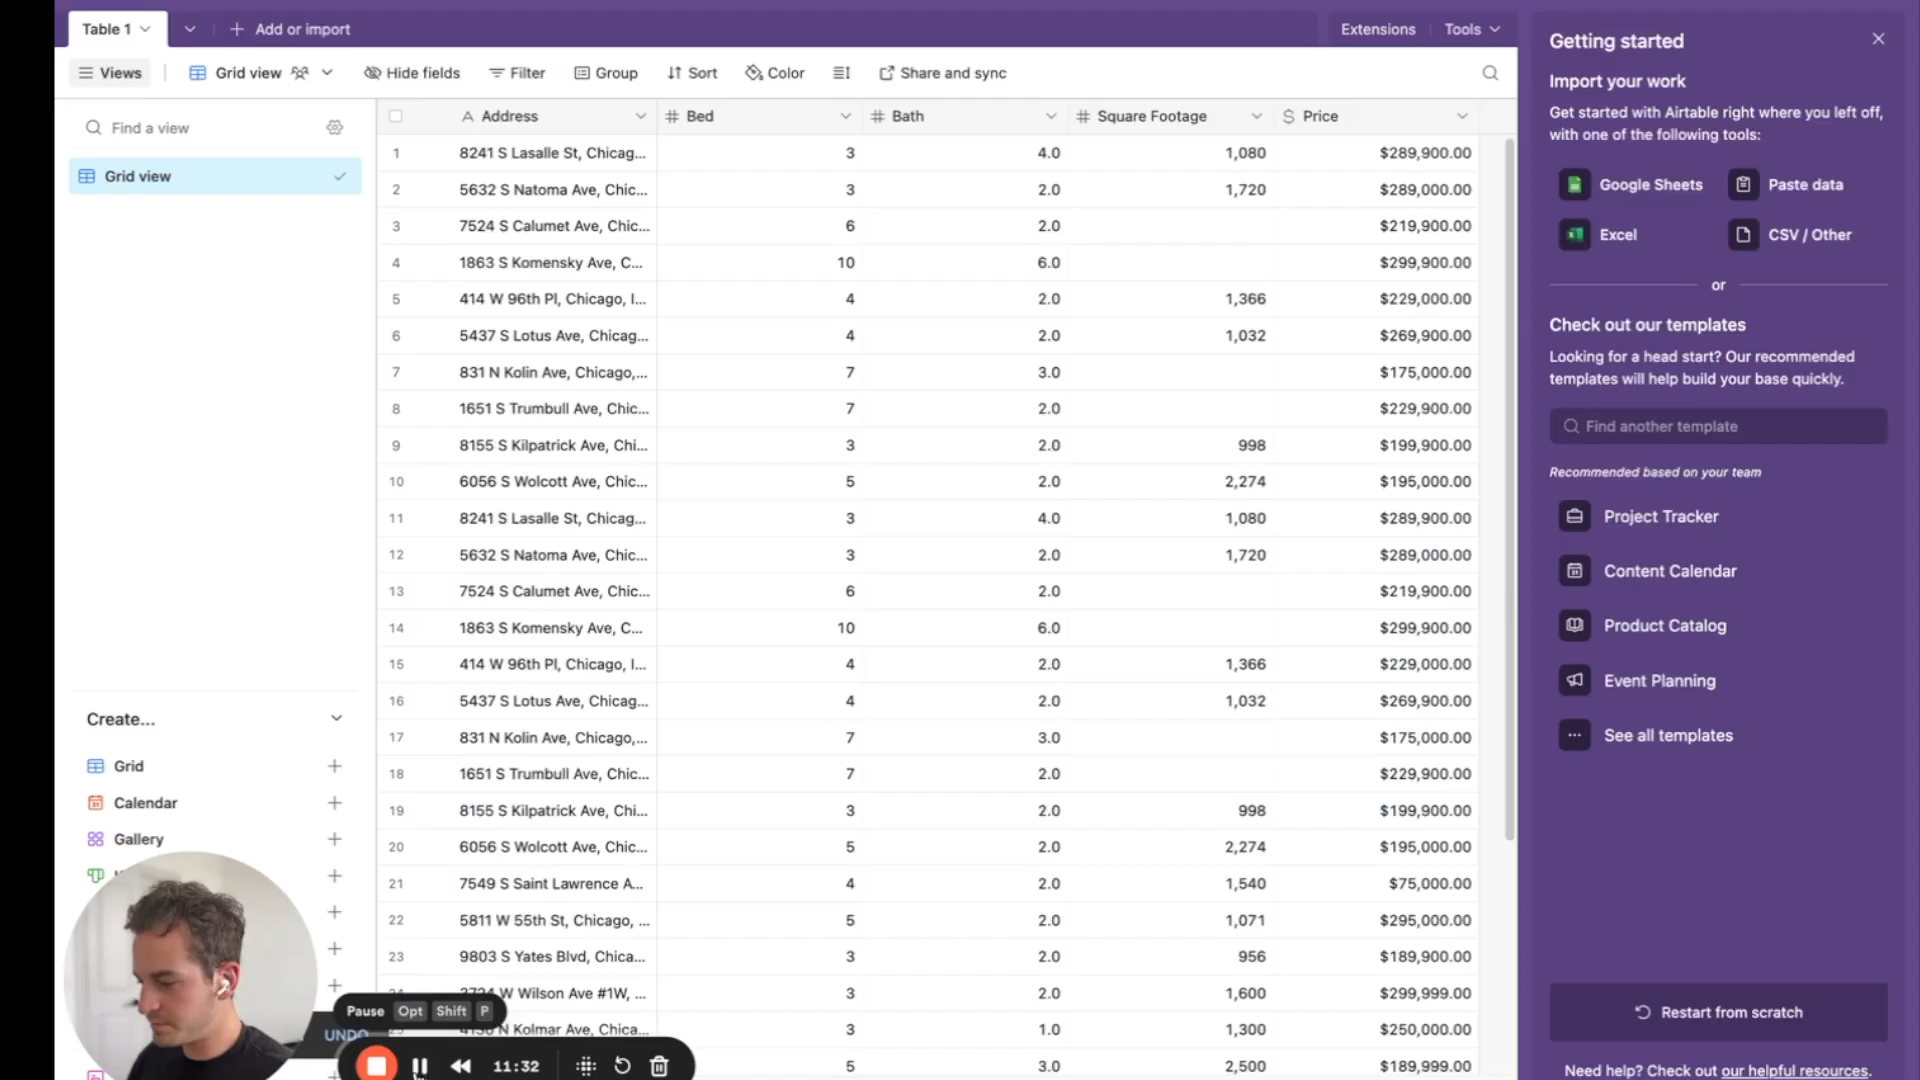 Table 1
Add or import
Extensions
Tools
Views
Grid view
Hide fields
Filter
Group
Sort
Color
Share and sync
Find a view
Grid view
Create...
Grid
Calendar
Gallery
Address Bed Bath Square Footage Price
1 8241 S Lasalle St, Chicag... 3 4.0 1,080 $289,900.00
2 5632 S Natoma Ave, Chic... 3 2.0 1,720 $289,000.00
3 7524 S Calumet Ave, Chic... 6 2.0 $219,900.00
4 1863 S Komensky Ave, C... 10 6.0 $299,900.00
5 414 W 96th Pl, Chicago, I... 4 2.0 1,366 $229,000.00
6 5437 S Lotus Ave, Chicag... 4 2.0 1,032 $269,900.00
7 831 N Kolin Ave, Chicago,... 7 3.0 $175,000.00
8 1651 S Trumbull Ave, Chic... 7 2.0 $229,900.00
9 8155 S Kilpatrick Ave, Chi... 3 2.0 998 $199,900.00
10 6056 S Wolcott Ave, Chic... 5 2.0 2,274 $195,000.00
11 8241 S Lasalle St, Chicag... 3 4.0 1,080 $289,900.00
12 5632 S Natoma Ave, Chic... 3 2.0 1,720 $289,000.00
13 7524 S Calumet Ave, Chic... 6 2.0 $219,900.00
14 1863 S Komensky Ave, C... 10 6.0 $299,900.00
15 414 W 96th Pl, Chicago, I... 4 2.0 1,366 $229,000.00
16 5437 S Lotus Ave, Chicag... 4 2.0 1,032 $269,900.00
17 831 N Kolin Ave, Chicago,... 7 3.0 $175,000.00
18 1651 S Trumbull Ave, Chic... 7 2.0 $229,900.00
19 8155 S Kilpatrick Ave, Chi... 3 2.0 998 $199,900.00
20 6056 S Wolcott Ave, Chic... 5 2.0 2,274 $195,000.00
21 7549 S Saint Lawrence A... 4 2.0 1,540 $75,000.00
22 5811 W 55th St, Chicago, ... 5 2.0 1,071 $295,000.00
23 9803 S Yates Blvd, Chica... 3 2.0 956 $189,900.00
W Wilson Ave #1W, ... 3 2.0 1,600 $299,999.00
N Kolmar Ave, Chica... 3 1.0 1,300 $250,000.00
5 3.0 2,500 $189,999.00
Pause Opt Shift P
UNDO
11:32
Getting started
Import your work
Get started with Airtable right where you left off,
with one of the following tools:
Google Sheets
Paste data
Excel
CSV / Other
or
Check out our templates
Looking for a head start? Our recommended
templates will help build your base quickly.
Find another template
Recommended based on your team
Project Tracker
Content Calendar
Product Catalog
Event Planning
See all templates
Restart from scratch
Need help? Check out our helpful resources.